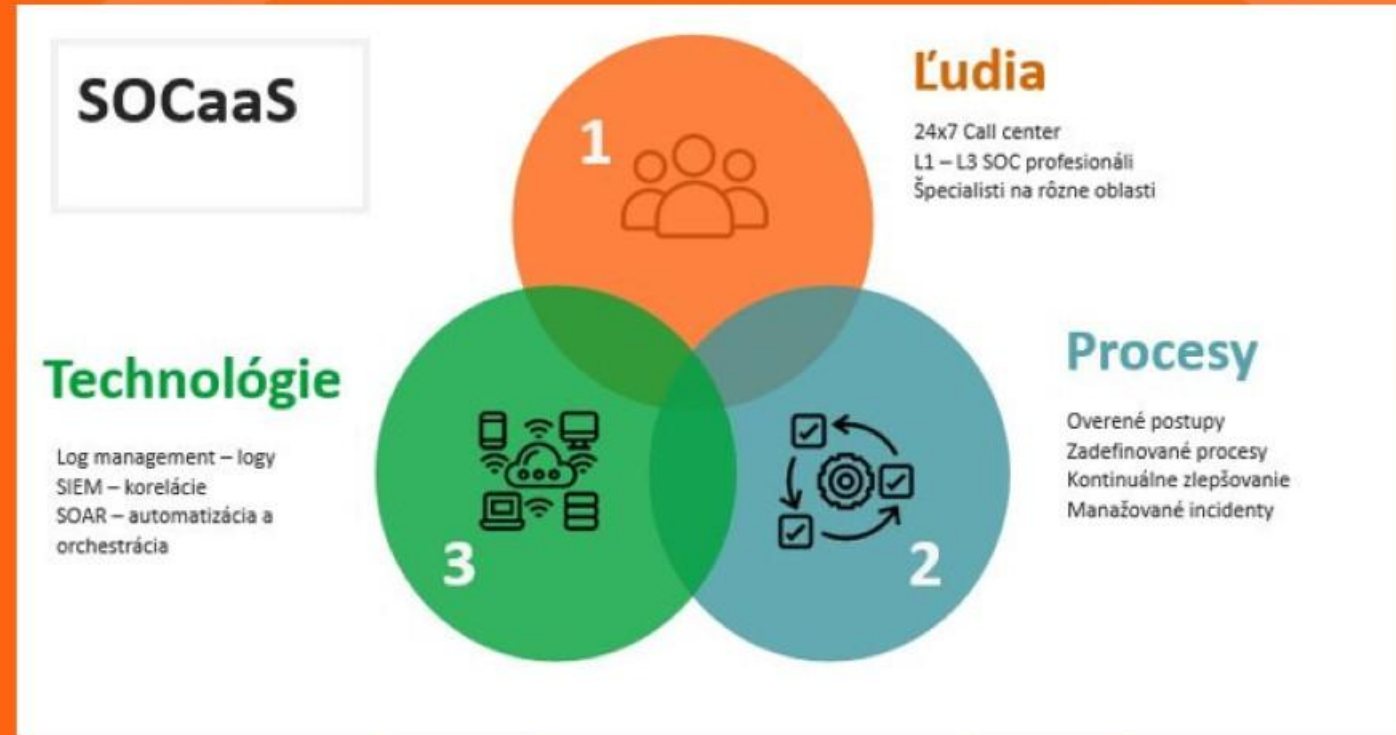 SOCaaS
1
Ľudia
24x7 Call center
L1 – L3 SOC profesionáli
Špecialisti na rôzne oblasti
Technológie
Log management – logy
SIEM – korelácie
SOAR – automatizácia a
orchestrácia
3
Procesy
Overené postupy
Zadefinované procesy
Kontinuálne zlepšovanie
Manažované incidenty
2